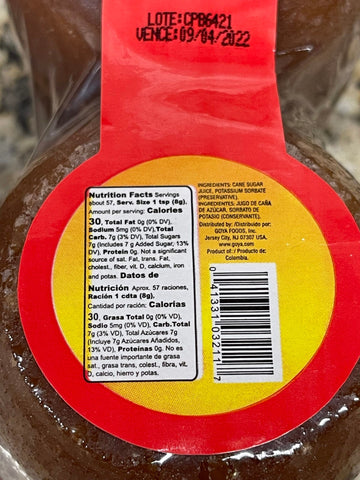 LOTE:CPB6421
VENCE:09/04/2022
Nutrition Facts Servings
about 57, Serv. Size 1 tsp (8g),
Amount per serving: Calories
30, Total Fat 0g (0% DV),
Sodium 5mg (0% DV), Total
Carb. 7g (3% DV), Total Sugars
7g (Includes 7 g Added Sugar, 13%
DV), Protein 0g. Not a significant
source of sat. Fat, trans. Fat,
cholest., fiber, vit. D, calcium, iron
and potass. Datos de
Nutrición Aprox. 57 raciones,
Ración 1 cdta (8g),
Cantidad por ración: Calorías
30, Grasa Total 0g (0% VD),
Sodio 5mg (0% VD), Carb.Total
7g (3% VD), Total Azúcares 7g
(Incluye 7g Azúcares Añadidos,
13% VD), Proteínas 0g. No es
una fuente importante de grasa
sat., grasa trans, colest., fibra, vit.
D, calcio, hierro y potas.
INGREDIENTS: CANE SUGAR
JUICE, POTASSIUM SORBATE
(PRESERVATIVE).
INGREDIENTES: JUGO DE CAÑA
DE AZÚCAR, SORBATO DE
POTASIO (CONSERVANTE).
Distributed by: /Distribuido por:
GOYA FOODS, Inc.
Jersey City, NJ 07307 USA.
www.goya.com
Product of / Producto de
Colombia.
0 41331 03211 7